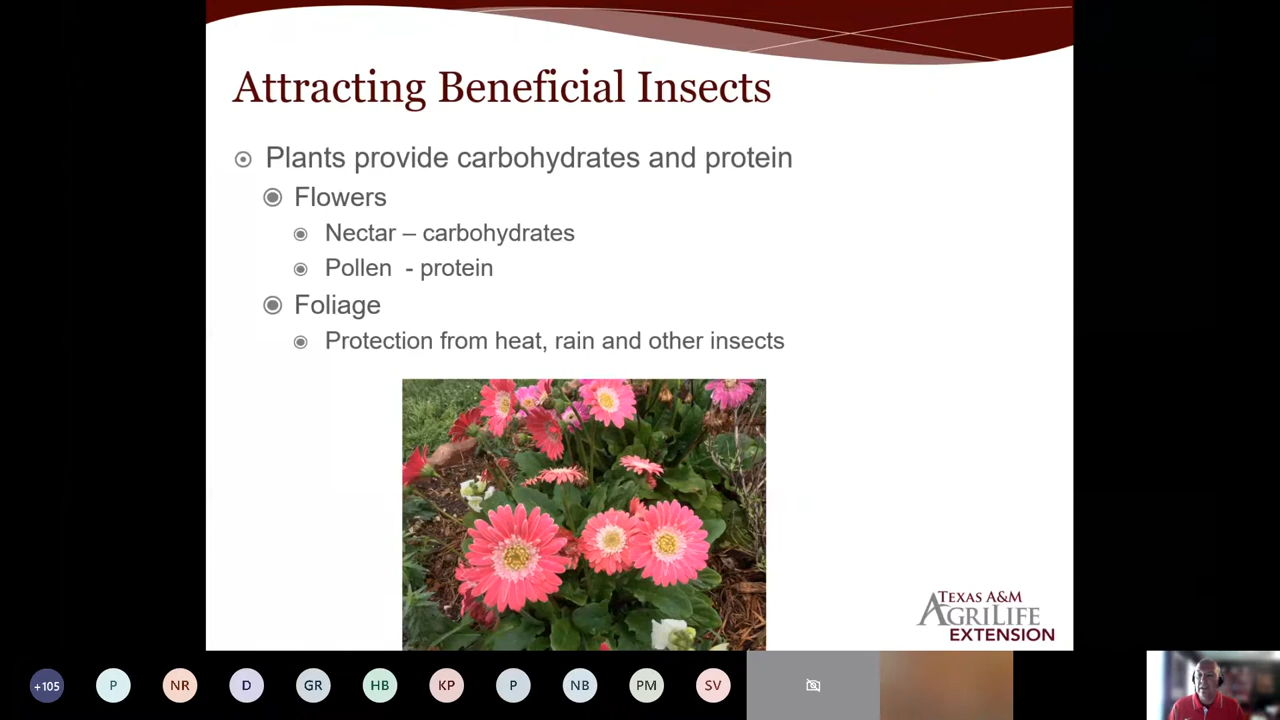 Attracting Beneficial Insects
Plants provide carbohydrates and protein
Flowers
Nectar – carbohydrates
Pollen - protein
Foliage
Protection from heat, rain and other insects
TEXAS A&M
AGRILIFE
EXTENSION
+105 P NR D GR HB KP P NB PM SV